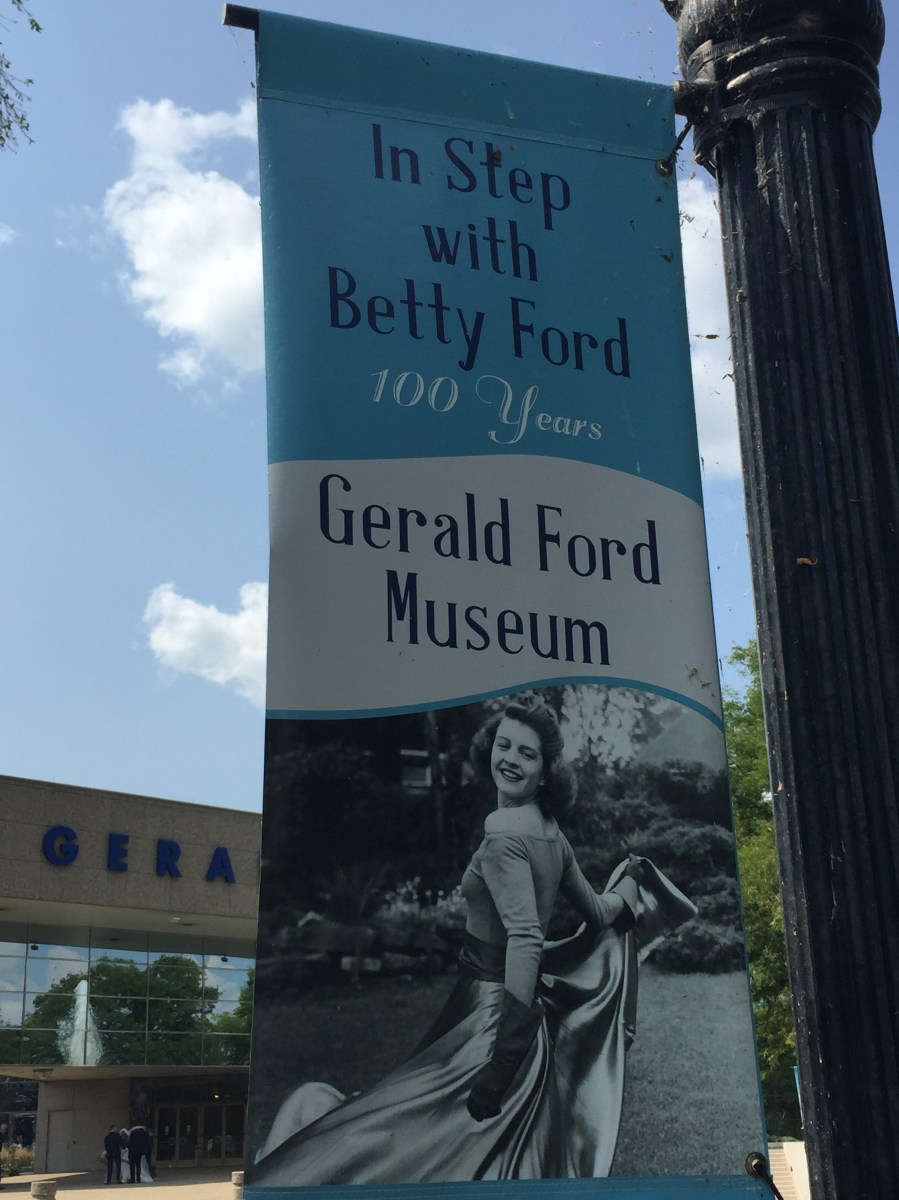 In Step
with
Betty Ford
100 Years
Gerald Ford
Museum
GERA